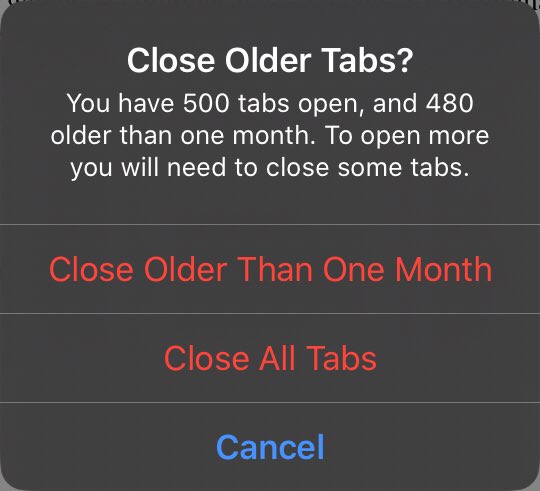 Close Older Tabs?
You have 500 tabs open, and 480
older than one month. To open more
you will need to close some tabs.
Close Older Than One Month
Close All Tabs
Cancel